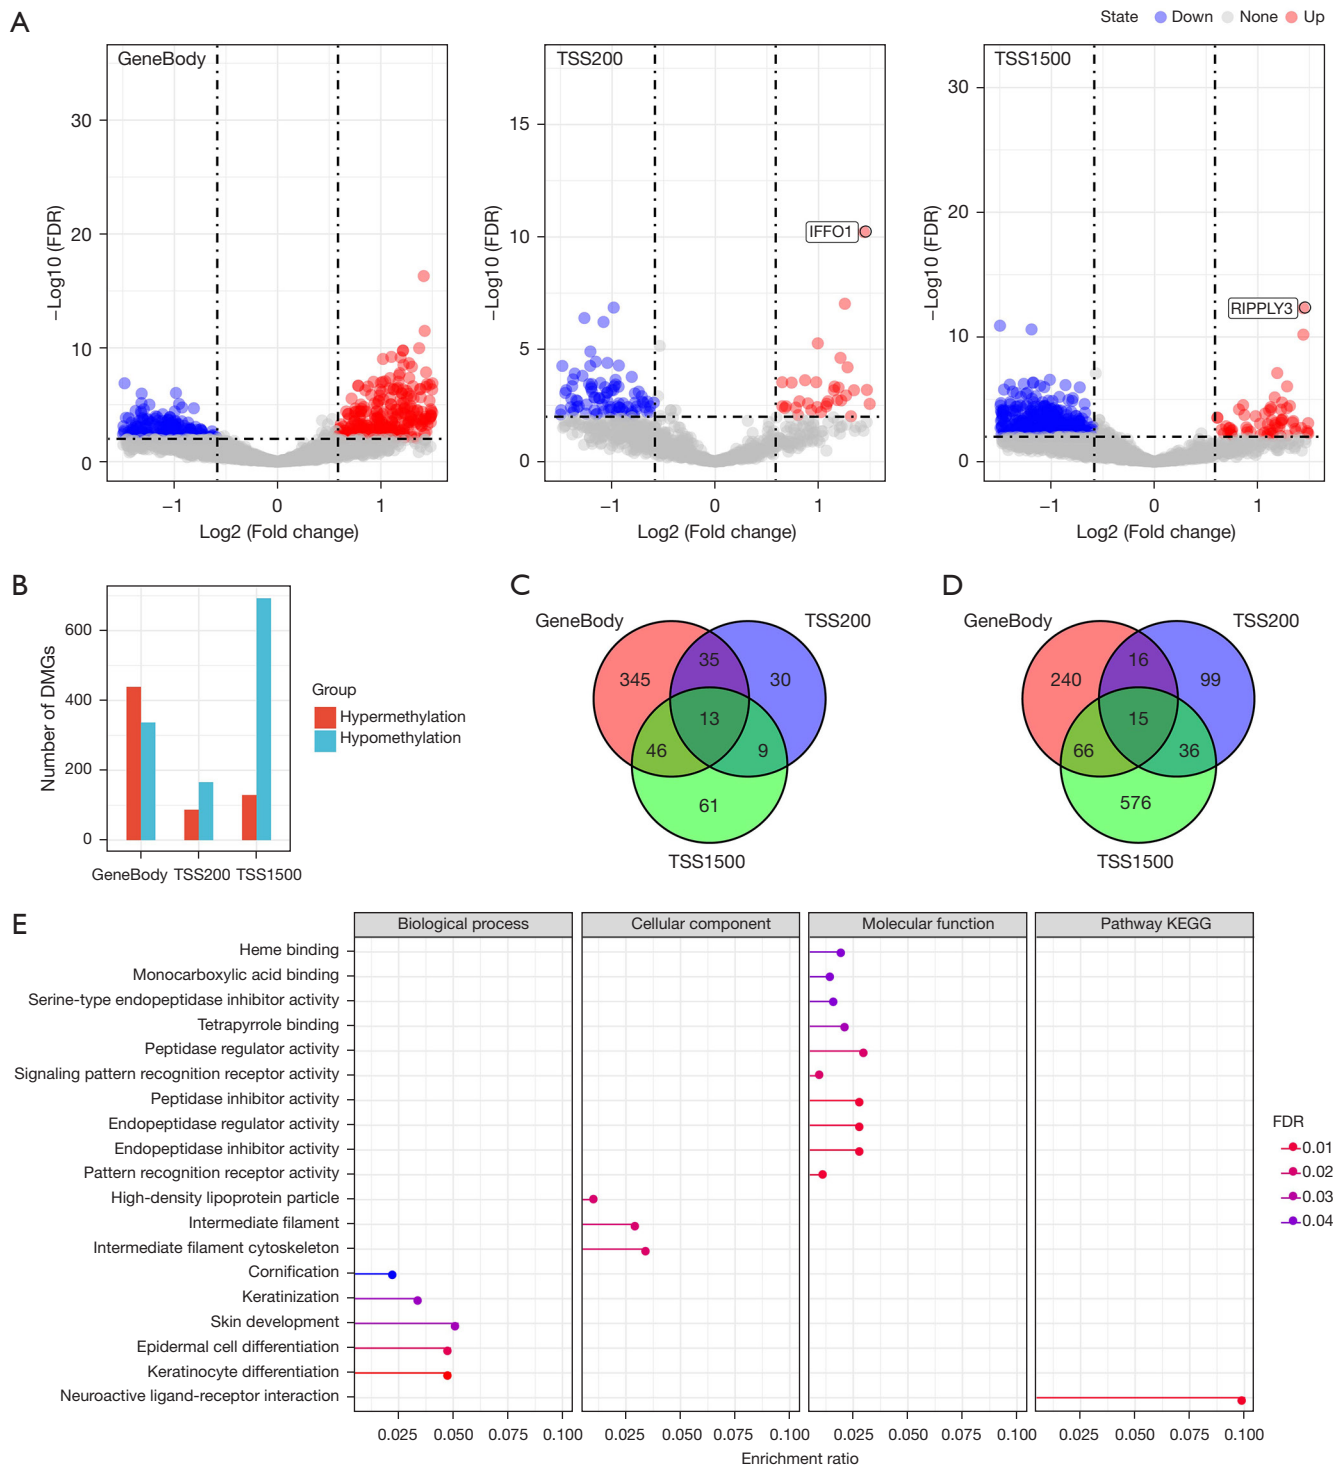 A
State Down None Up
GeneBody
TSS200
TSS1500
30
20
10
0
−Log10 (FDR)
−1 0 1
Log2 (Fold change)
15
10
5
0
−Log10 (FDR)
IFFO1
−1 0 1
Log2 (Fold change)
30
20
10
0
−Log10 (FDR)
RIPPLY3
−1 0 1
Log2 (Fold change)
B
600
400
200
0
Number of DMGs
GeneBody TSS200 TSS1500
Group
Hypermethylation
Hypomethylation
C
GeneBody
TSS200
345
35
30
13
46
9
61
TSS1500
D
GeneBody
TSS200
240
16
99
15
66
36
576
TSS1500
E
Biological process
Cellular component
Molecular function
Pathway KEGG
Heme binding
Monocarboxylic acid binding
Serine-type endopeptidase inhibitor activity
Tetrapyrrole binding
Peptidase regulator activity
Signaling pattern recognition receptor activity
Peptidase inhibitor activity
Endopeptidase regulator activity
Endopeptidase inhibitor activity
Pattern recognition receptor activity
High-density lipoprotein particle
Intermediate filament
Intermediate filament cytoskeleton
Cornification
Keratinization
Skin development
Epidermal cell differentiation
Keratinocyte differentiation
Neuroactive ligand-receptor interaction
0.025 0.050 0.075 0.100
0.025 0.050 0.075 0.100
0.025 0.050 0.075 0.100
0.025 0.050 0.075 0.100
Enrichment ratio
FDR
0.01
0.02
0.03
0.04